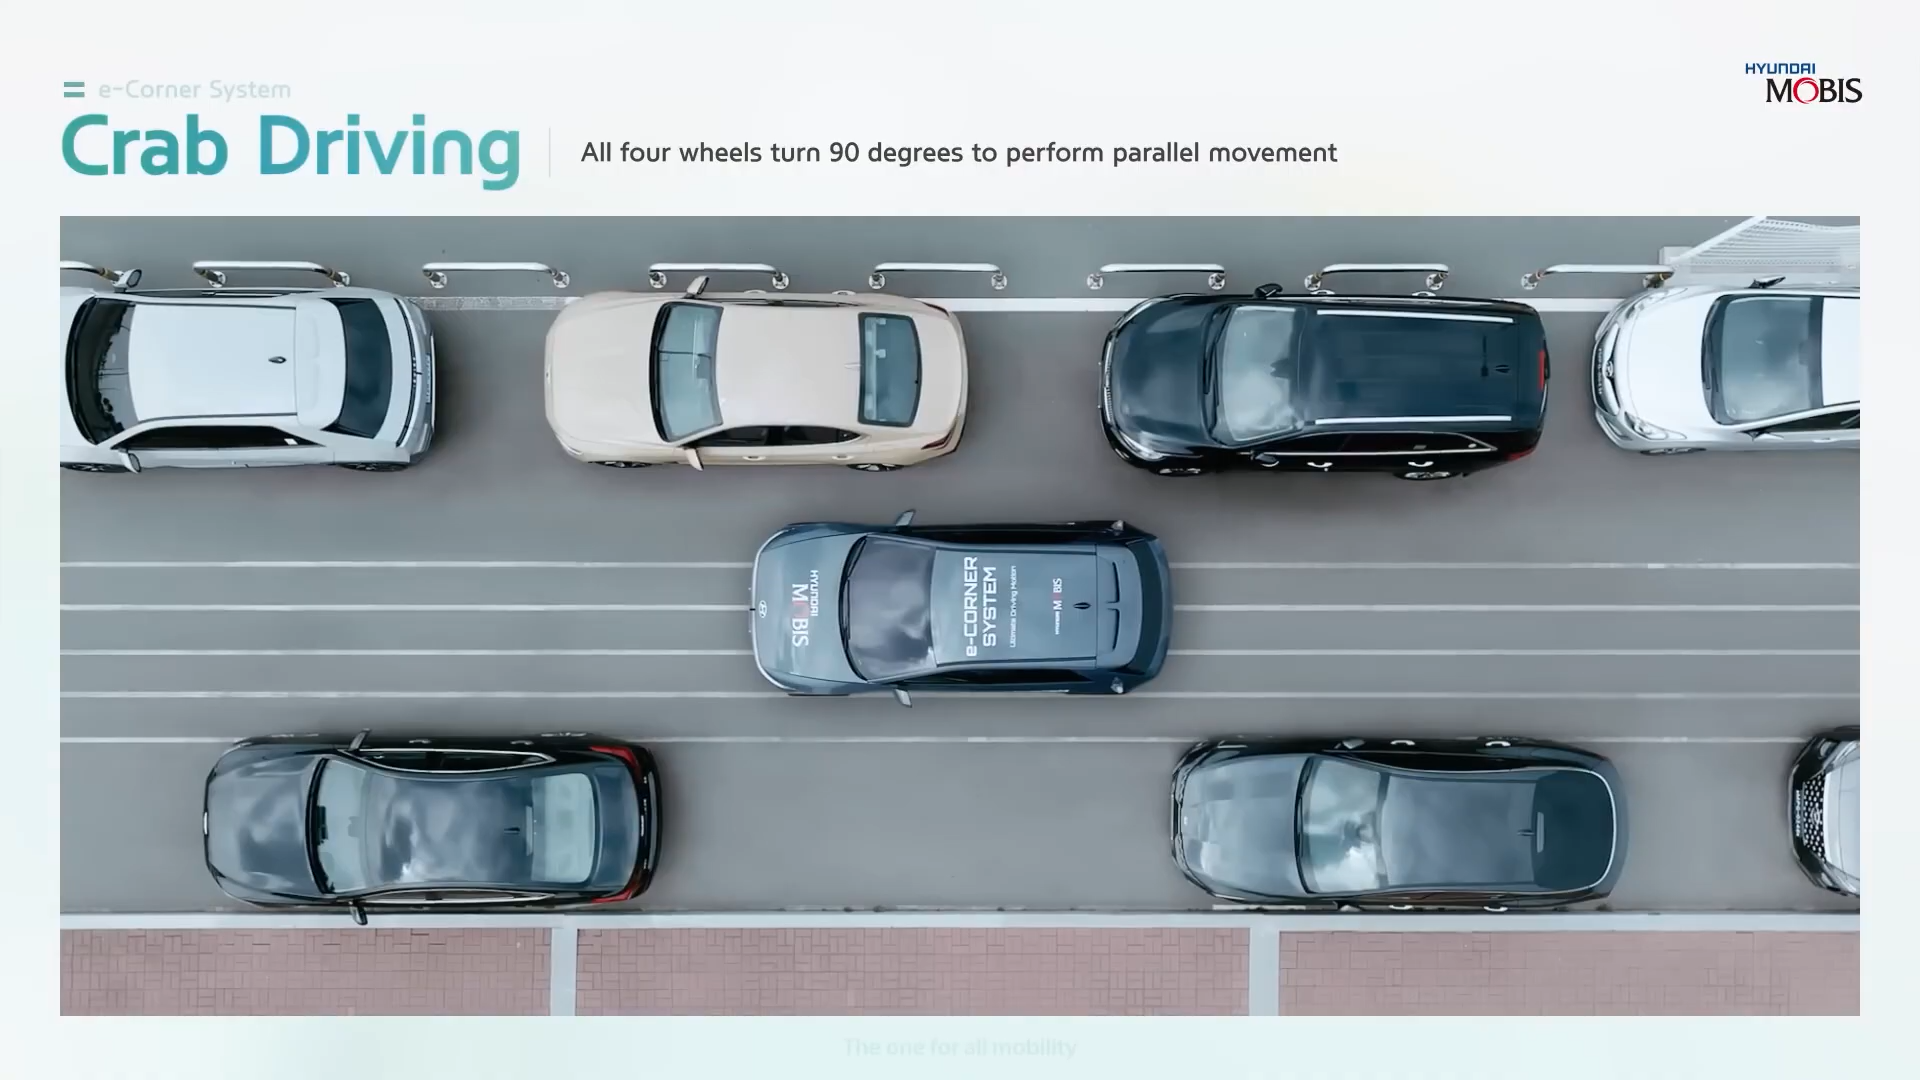 e-Corner System
Crab Driving
All four wheels turn 90 degrees to perform parallel movement
HYUNDAI
MOBIS
HYUNDAI
MOBIS
e-CORNER
SYSTEM
Ultimate Driving Motion
HYUNDAI MOBIS
The one for all mobility